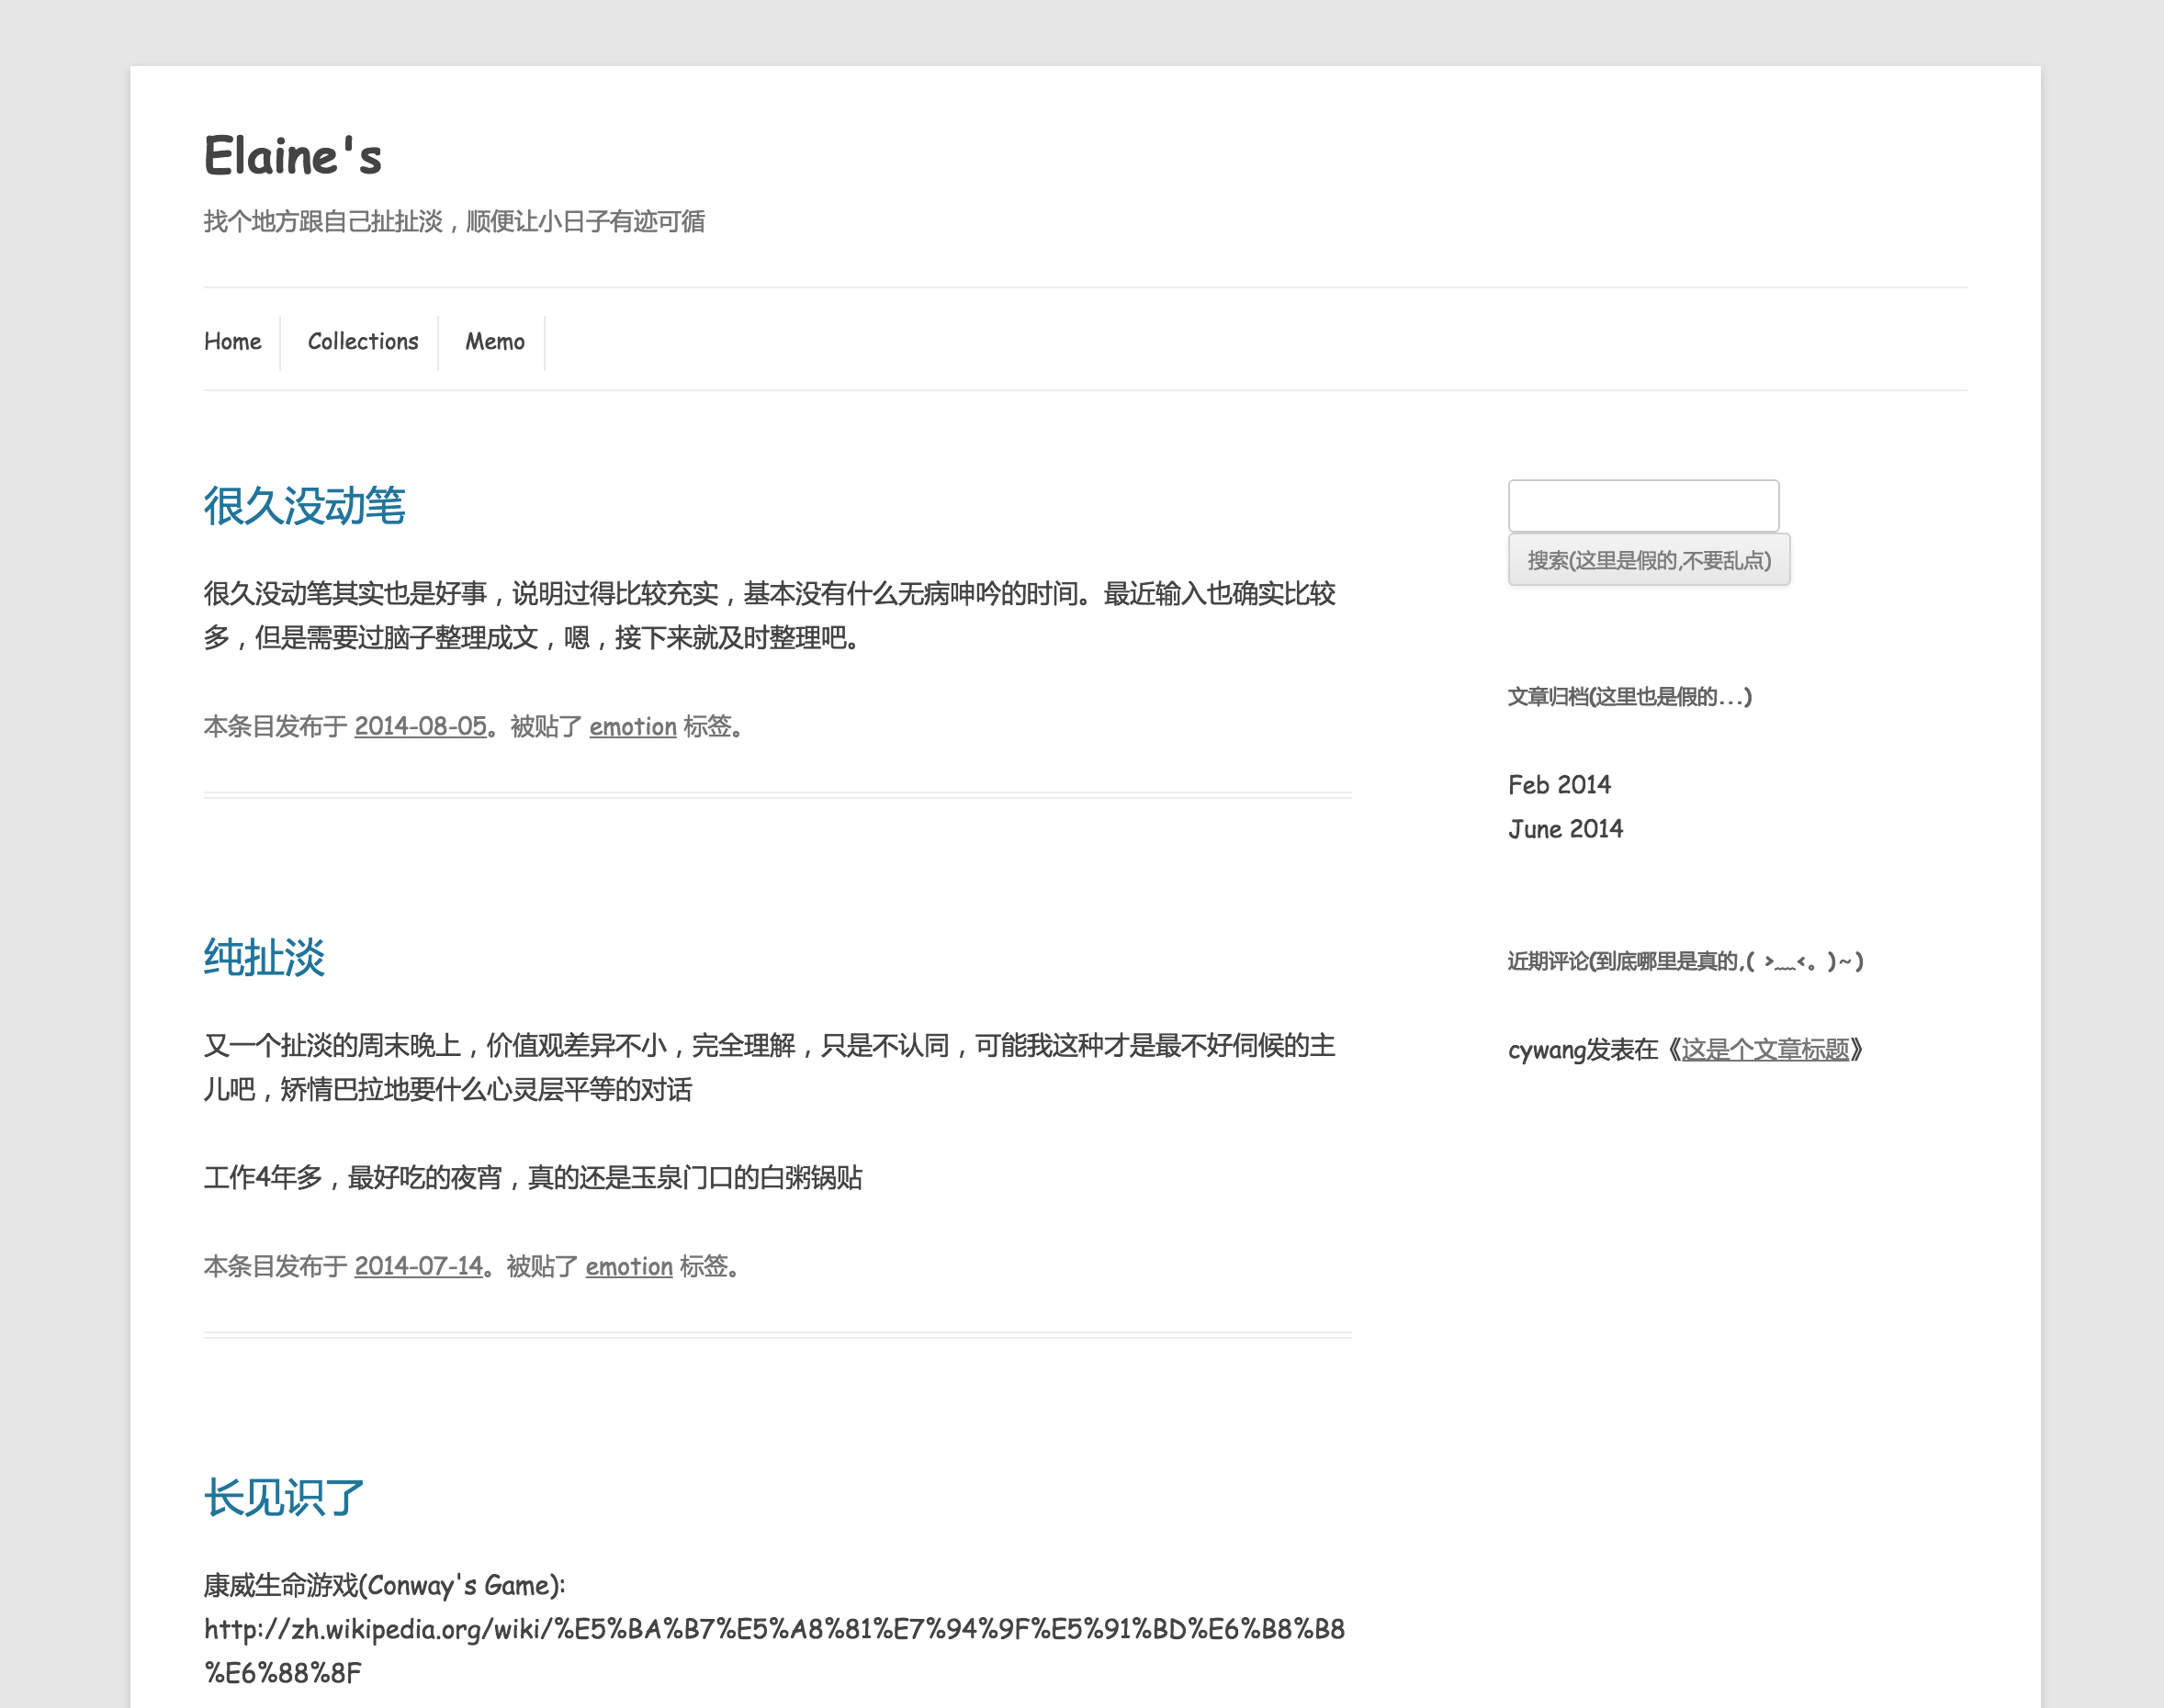 Elaine's
找个地方跟自己扯扯淡，顺便让小日子有迹可循
Home
Collections
Memo
很久没动笔
很久没动笔其实也是好事，说明过得比较充实，基本没有什么无病呻吟的时间。最近输入也确实比较
多，但是需要过脑子整理成文，嗯，接下来就及时整理吧。
本条目发布于 2014-08-05。被贴了 emotion 标签。
纯扯淡
又一个扯淡的周末晚上，价值观差异不小，完全理解，只是不认同，可能我这种才是最不好伺候的主
儿吧，矫情巴拉地要什么心灵层平等的对话
工作4年多，最好吃的夜宵，真的还是玉泉门口的白粥锅贴
本条目发布于 2014-07-14。被贴了 emotion 标签。
长见识了
康威生命游戏(Conway's Game):
http://zh.wikipedia.org/wiki/%E5%BA%B7%E5%A8%81%E7%94%9F%E5%91%BD%E6%B8%B8
%E6%88%8F
搜索(这里是假的,不要乱点)
文章归档(这里也是假的...)
Feb 2014
June 2014
近期评论(到底哪里是真的,( >﹏<。)~)
cywang发表在《这是个文章标题》